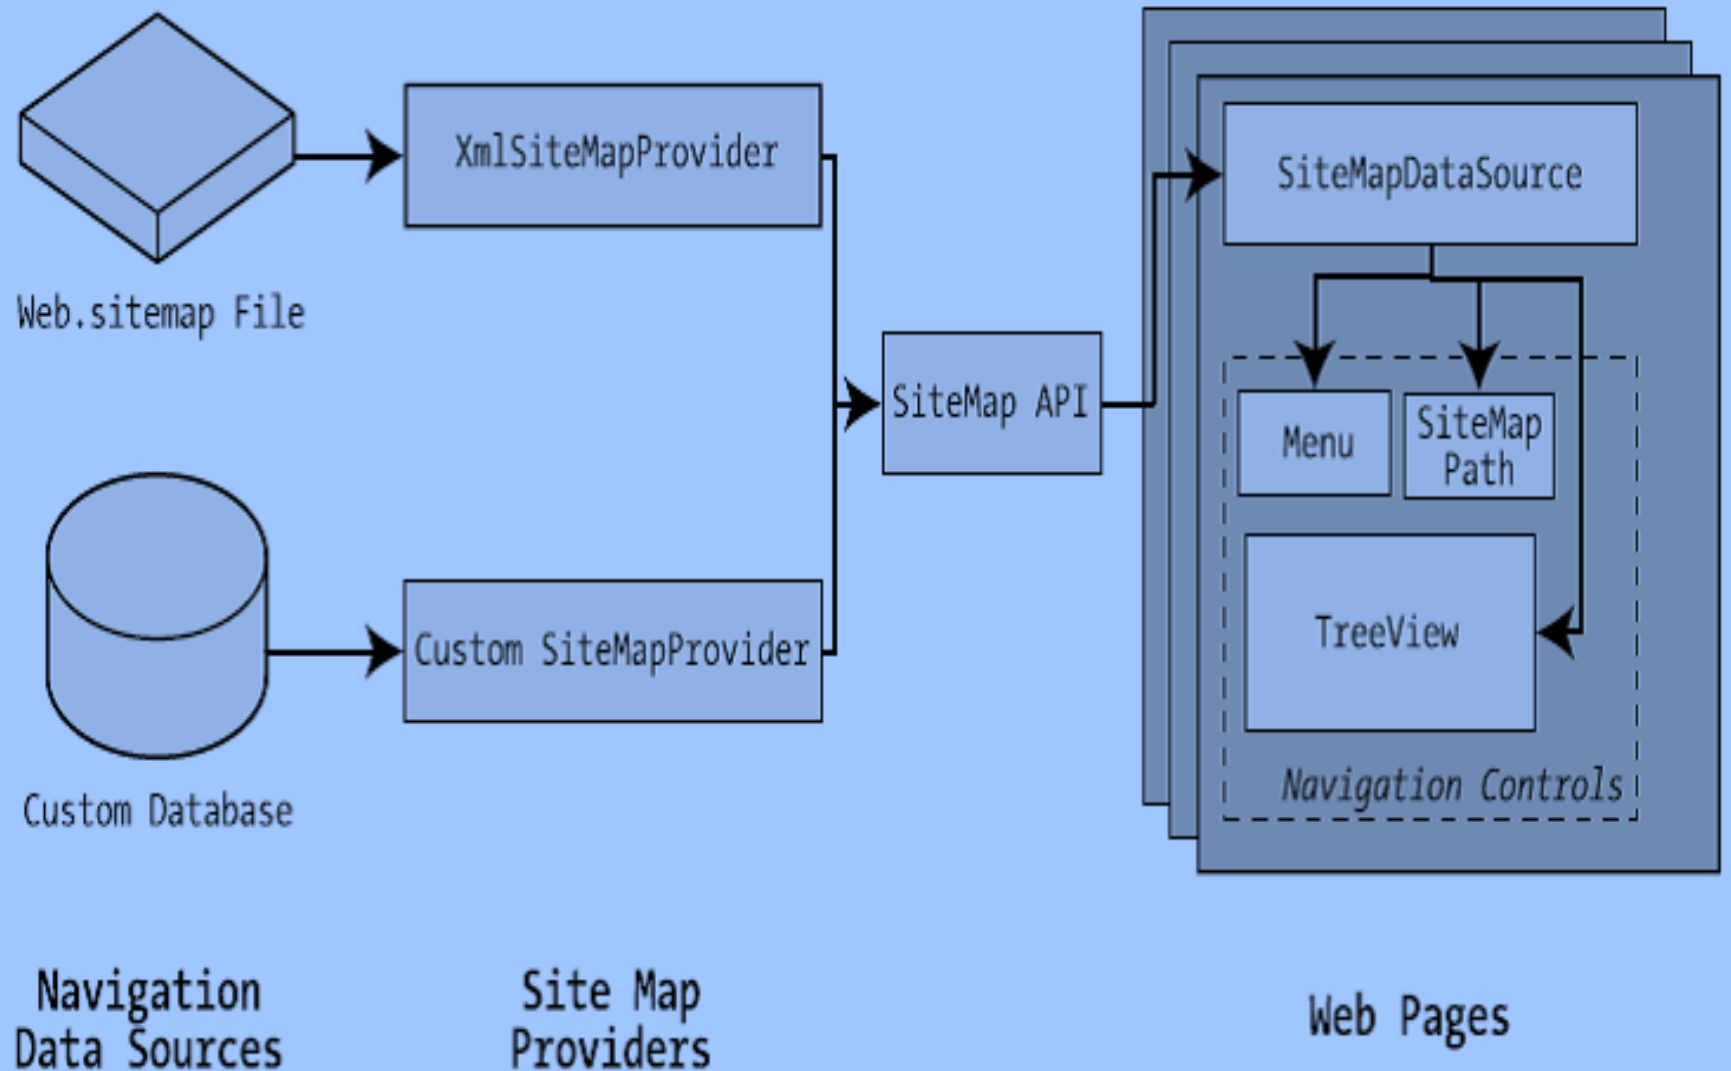 XmlSiteMapProvider
SiteMapDataSource
Web.sitemap File
SiteMap API
Menu
SiteMap
Path
TreeView
Custom SiteMapProvider
Navigation Controls
Custom Database
Navigation
Data Sources
Site Map
Providers
Web Pages